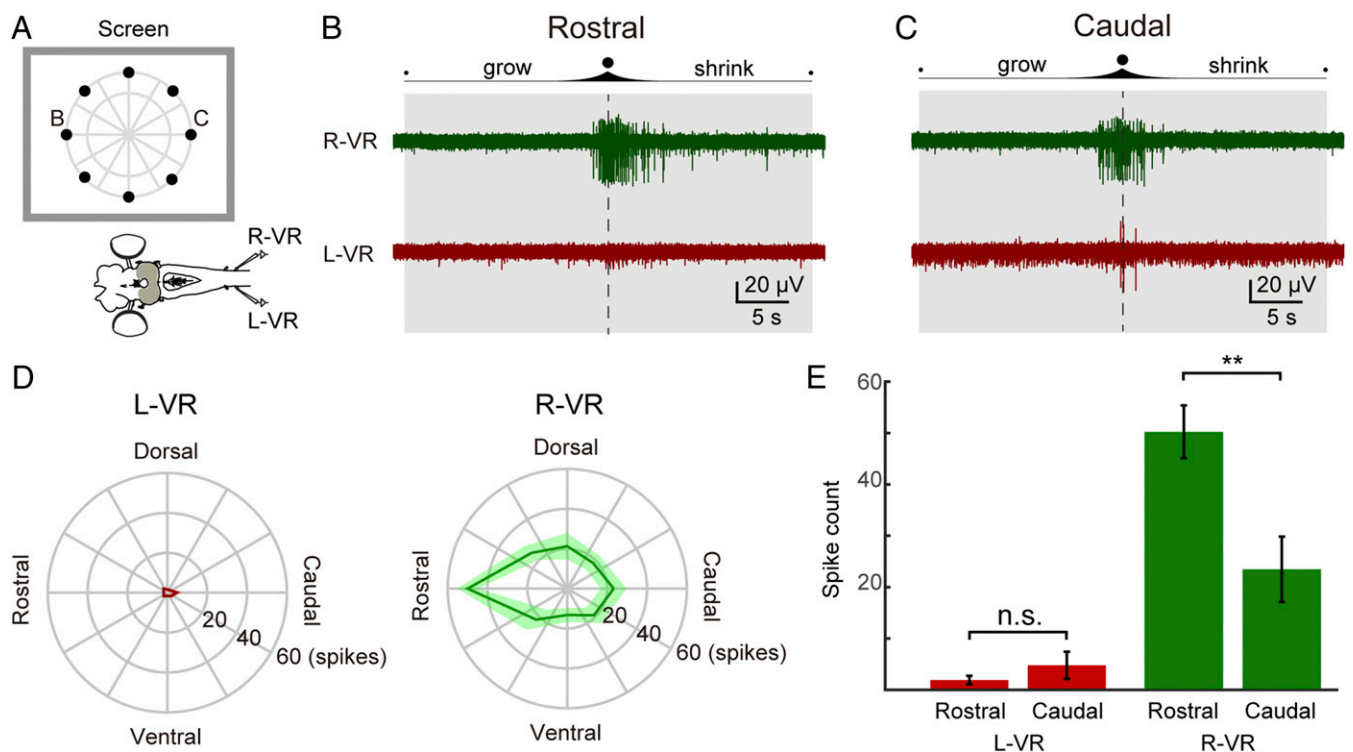 A
Screen
B
C
R-VR
L-VR
B
Rostral
grow
shrink
R-VR
L-VR
20 µV
5 s
C
Caudal
grow
shrink
20 µV
5 s
D
L-VR
Dorsal
Rostral
Caudal
20
40
60 (spikes)
Ventral
R-VR
Dorsal
Rostral
Caudal
20
40
60 (spikes)
Ventral
E
60
40
20
Spike count
n.s.
**
Rostral Caudal Rostral Caudal
L-VR R-VR